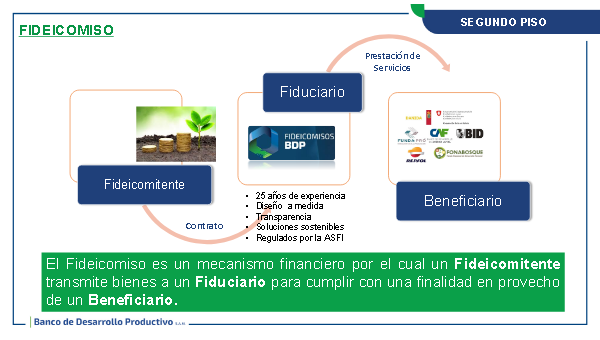 SEGUNDO PISO
FIDEICOMISO
Prestación de
Servicios
Fiduciario
FIDEICOMISOS
BDP
CAF
BID
REPSOL
FONABOSQUE
Fideicomitente
Beneficiario
Contrato
• 25 años de experiencia
• Diseño a medida
• Transparencia
• Soluciones sostenibles
• Regulados por la ASFI
El Fideicomiso es un mecanismo financiero por el cual un Fideicomitente
transmite bienes a un Fiduciario para cumplir con una finalidad en provecho
de un Beneficiario.
Banco de Desarrollo Productivo S.A.M.